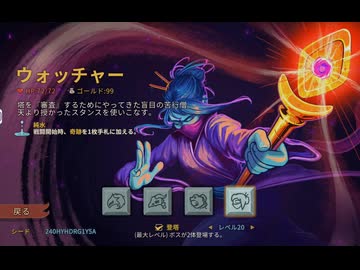 ウォッチャー
HP:72/72 ゴールド:99
塔を「審査」するためにやってきた盲目の苦行僧。
天より授かったスタンスを使いこなす。
純水
戦闘開始時、奇跡を1枚手札に加える。
戻る
登塔
レベル20
シード 240HYHDRG1Y5A
(最大レベル) ボスが2体登場する。